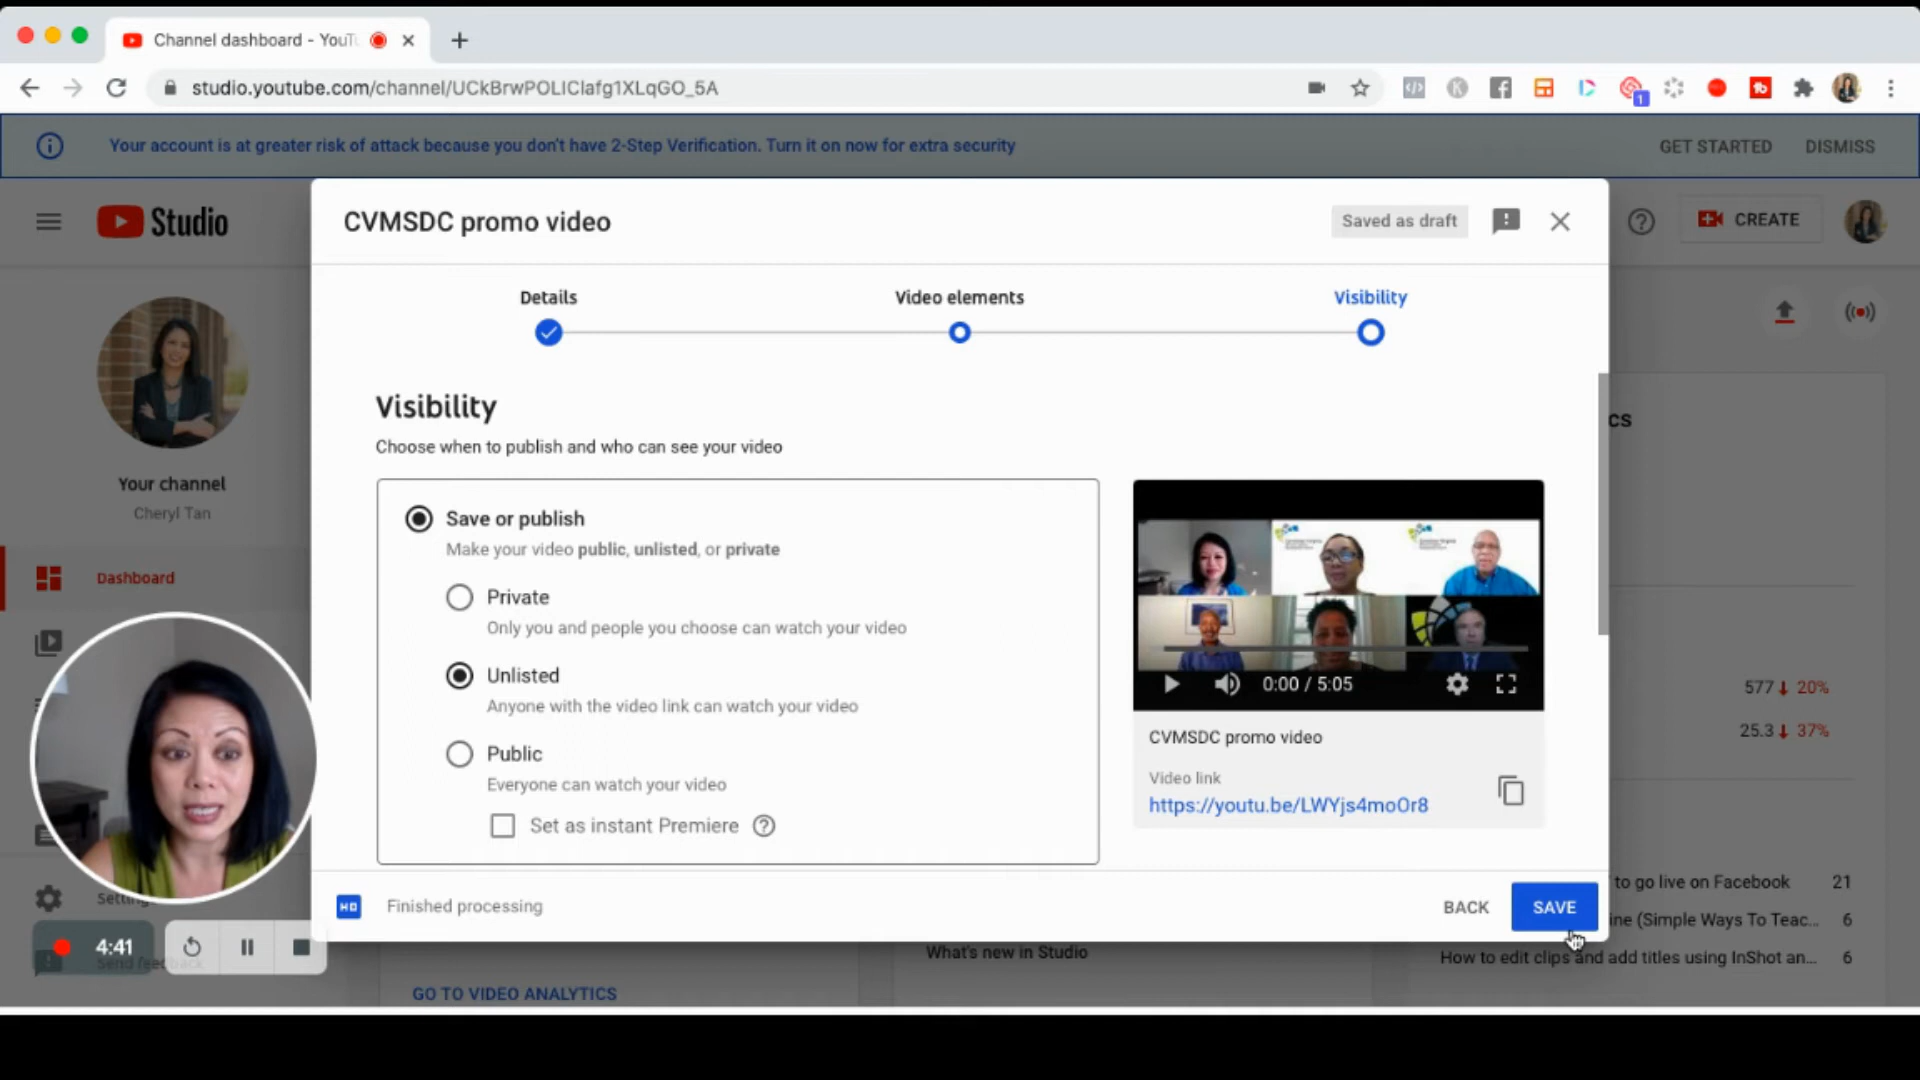 Channel dashboard - YouT
studio.youtube.com/channel/UCkBrwPOLIClafg1XLqGO_5A
1
Your account is at greater risk of attack because you don't have 2-Step Verification. Turn it on now for extra security
GET STARTED
DISMISS
Studio
CVMSDC promo video
Saved as draft
CREATE
Details
Video elements
Visibility
Visibility
Choose when to publish and who can see your video
Save or publish
Make your video public, unlisted, or private
Private
Only you and people you choose can watch your video
Unlisted
Anyone with the video link can watch your video
Public
Everyone can watch your video
Set as instant Premiere
0:00 / 5:05
CVMSDC promo video
Video link
https://youtu.be/LWYjs4moOr8
HD
Finished processing
BACK
SAVE
Your channel
Cheryl Tan
Dashboard
Setting
4:41
Send feedback
cs
577 20%
25.3 37%
to go live on Facebook 21
ine (Simple Ways To Teac... 6
How to edit clips and add titles using InShot an... 6
What's new in Studio
GO TO VIDEO ANALYTICS